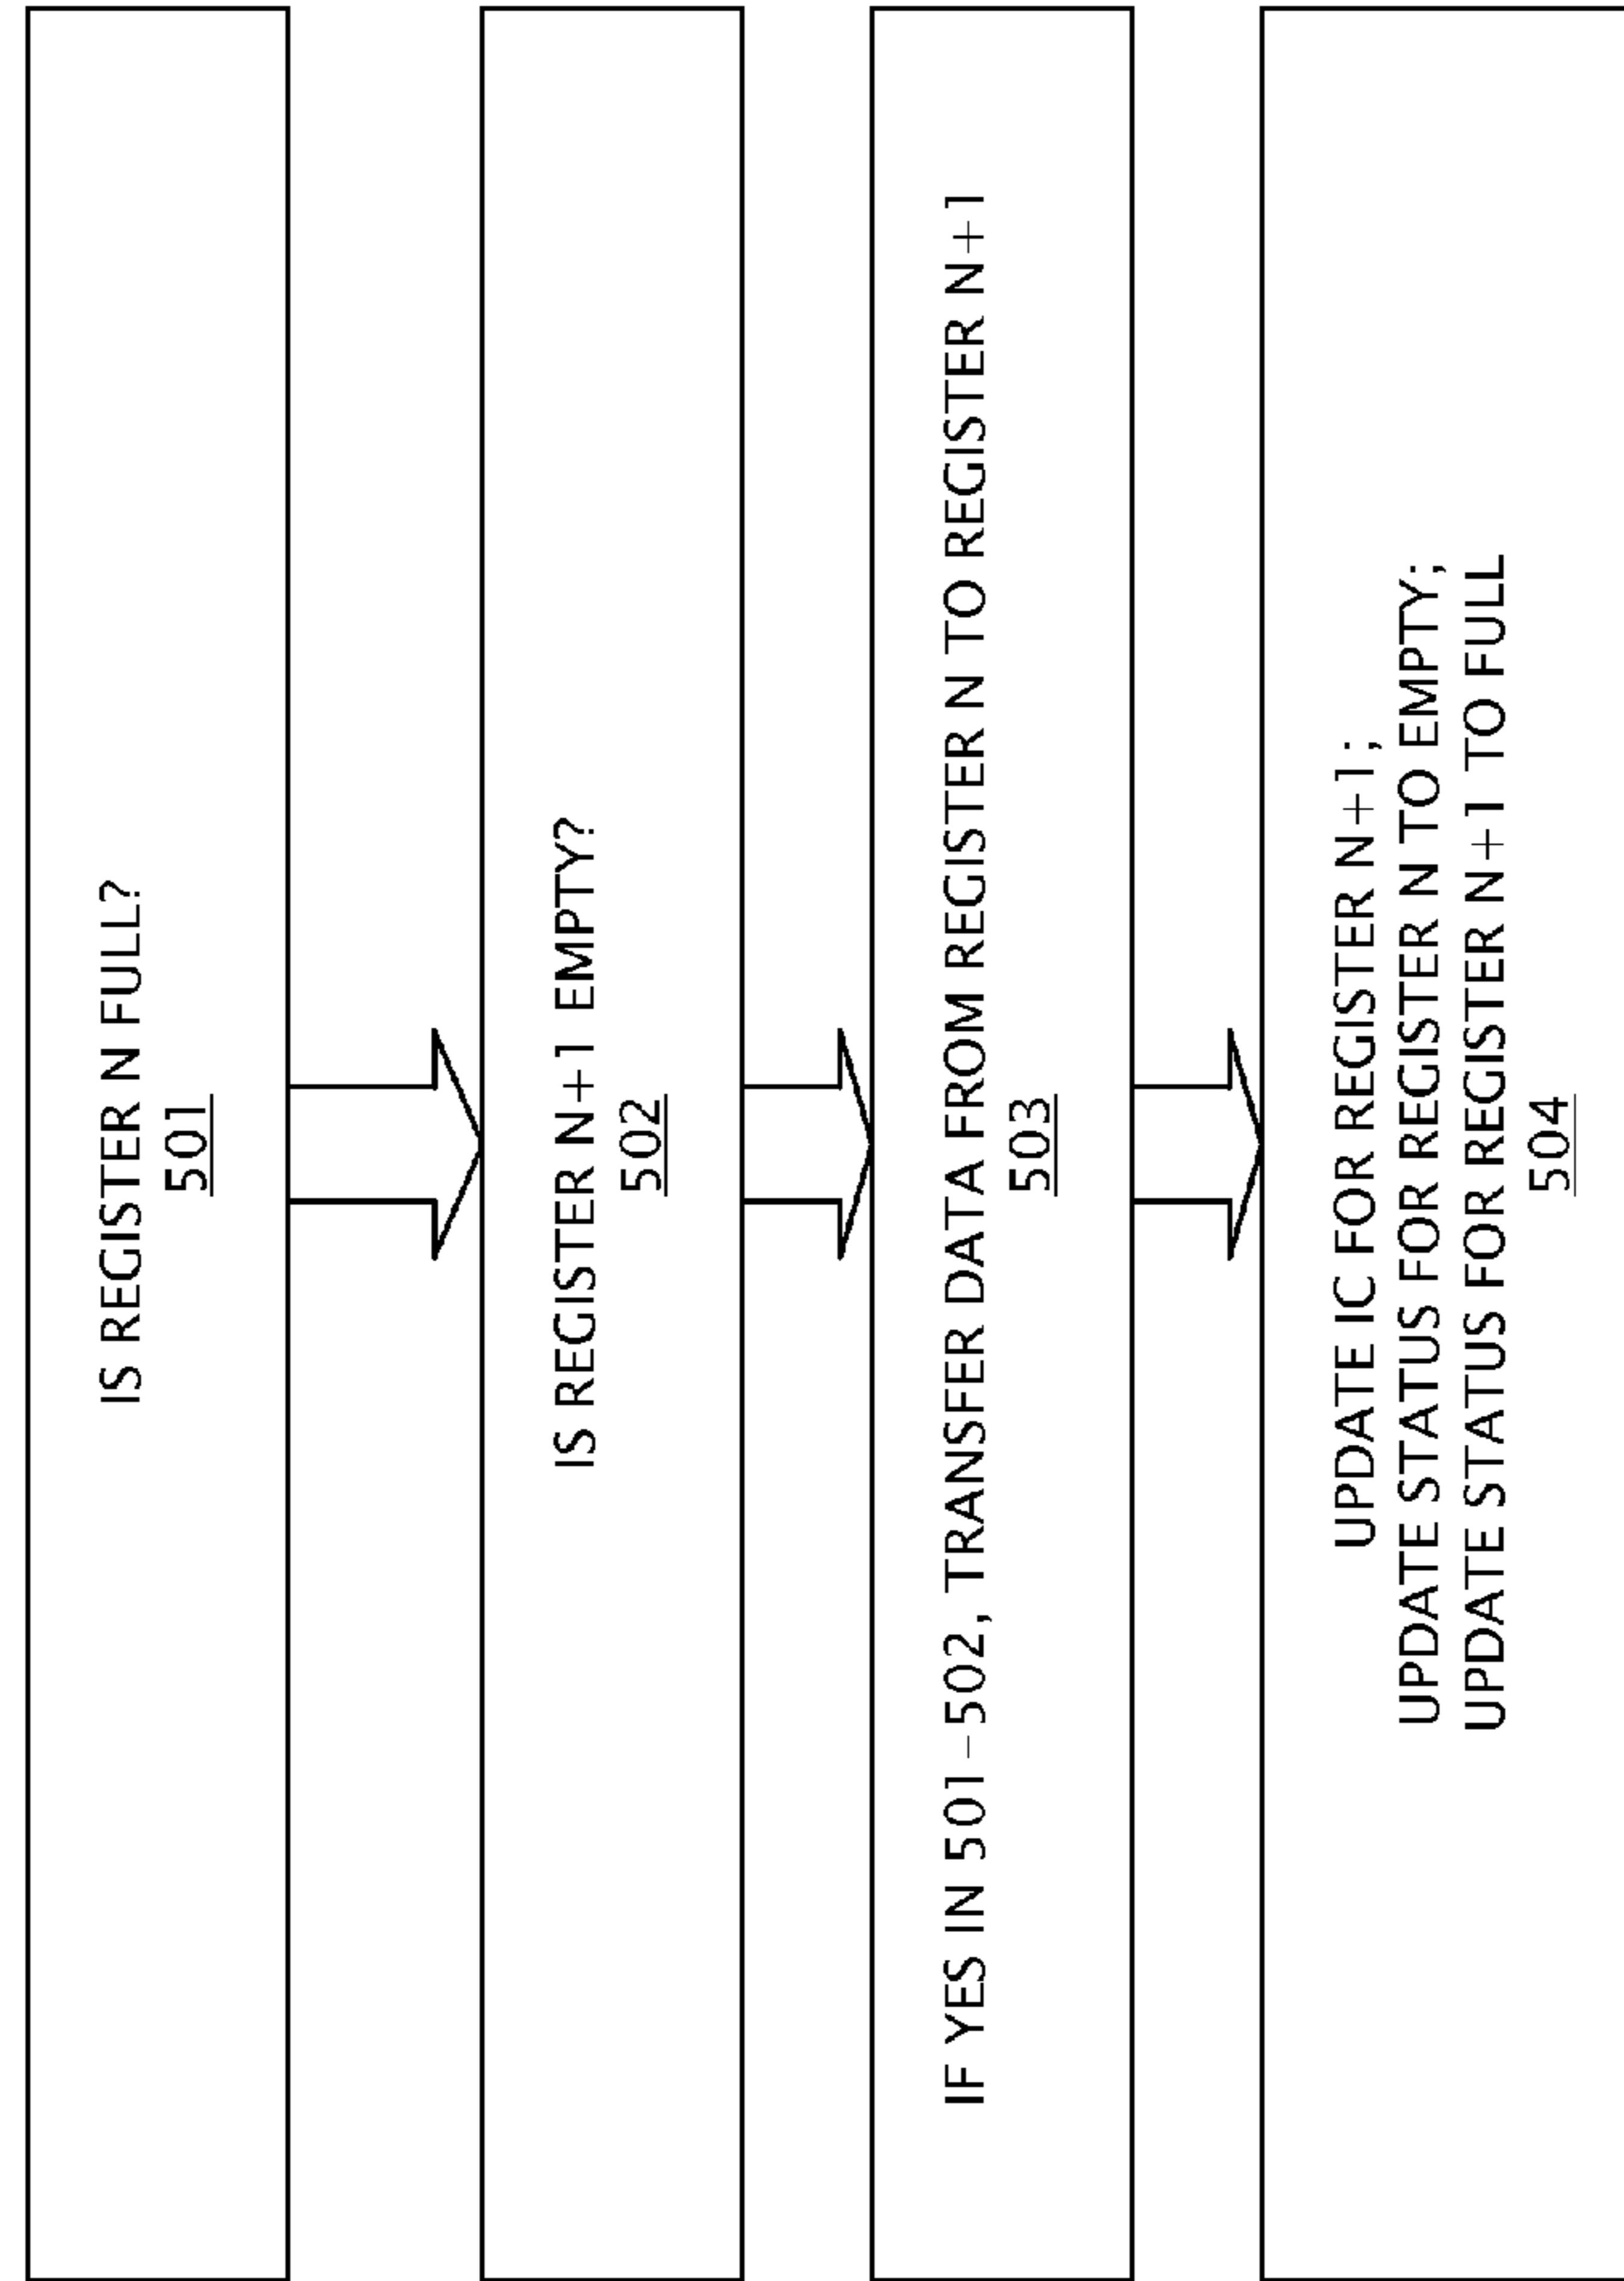 IS REGISTER N FULL?
501
IS REGISTER N+1 EMPTY?
502
IF YES IN 501-502, TRANSFER DATA FROM REGISTER N TO REGISTER N+1
503
UPDATE IC FOR REGISTER N+1;
UPDATE STATUS FOR REGISTER N TO EMPTY;
UPDATE STATUS FOR REGISTER N+1 TO FULL
504